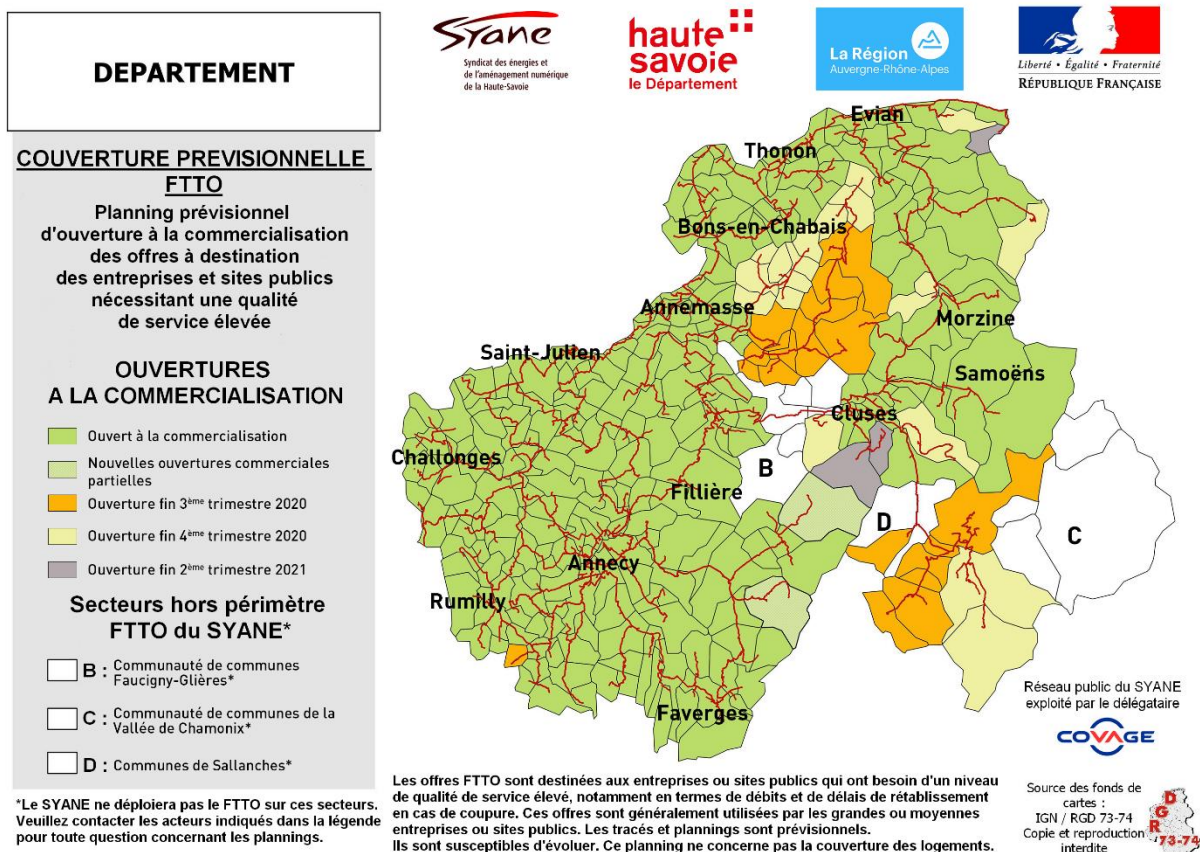 DEPARTEMENT
COUVERTURE PREVISIONNELLE
FTTO
Planning prévisionnel
d'ouverture à la commercialisation
des offres à destination
des entreprises et sites publics
nécessitant une qualité
de service élevée
OUVERTURES
A LA COMMERCIALISATION
Ouvert à la commercialisation
Nouvelles ouvertures commerciales
partielles
Ouverture fin 3ème trimestre 2020
Ouverture fin 4ème trimestre 2020
Ouverture fin 2ème trimestre 2021
Secteurs hors périmètre
FTTO du SYANE*
B : Communauté de communes
Faucigny-Glières*
C : Communauté de communes de la
Vallée de Chamonix*
D : Communes de Sallanches*
*Le SYANE ne déploiera pas le FTTO sur ces secteurs.
Veuillez contacter les acteurs indiqués dans la légende
pour toute question concernant les plannings.
Syane
Syndicat des énergies et
de l'aménagement numérique
de la Haute-Savoie
haute
savoie
le Département
La Région
Auvergne-Rhône-Alpes
Liberté • Égalité • Fraternité
RÉPUBLIQUE FRANÇAISE
Evian
Thonon
Bons-en-Chabais
Annemasse
Morzine
Saint-Julien
Samoëns
Cluses
Challonges
B
Fillière
D
C
Annecy
Rumilly
Faverges
Réseau public du SYANE
exploité par le délégataire
COVAGE
Les offres FTTO sont destinées aux entreprises ou sites publics qui ont besoin d'un niveau
de qualité de service élevé, notamment en termes de débits et de délais de rétablissement
en cas de coupure. Ces offres sont généralement utilisées par les grandes ou moyennes
entreprises ou sites publics. Les tracés et plannings sont prévisionnels.
Ils sont susceptibles d'évoluer. Ce planning ne concerne pas la couverture des logements.
Source des fonds de
cartes :
IGN / RGD 73-74
Copie et reproduction
interdite
R
G
D
73-74